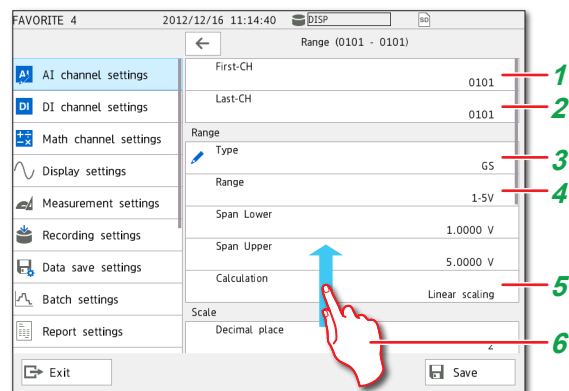 FAVORITE 4 2012/12/16 11:14:40 DISP SD
Range (0101 - 0101)
AI AI channel settings
DI DI channel settings
Math channel settings
Display settings
Measurement settings
Recording settings
Data save settings
Batch settings
Report settings
Exit
First-CH
0101
1
Last-CH
0101
2
Range
Type
GS
3
Range
1-5V
4
Span Lower
1.0000 V
Span Upper
5.0000 V
Calculation
Linear scaling
5
Scale
Decimal place
2
6
Save